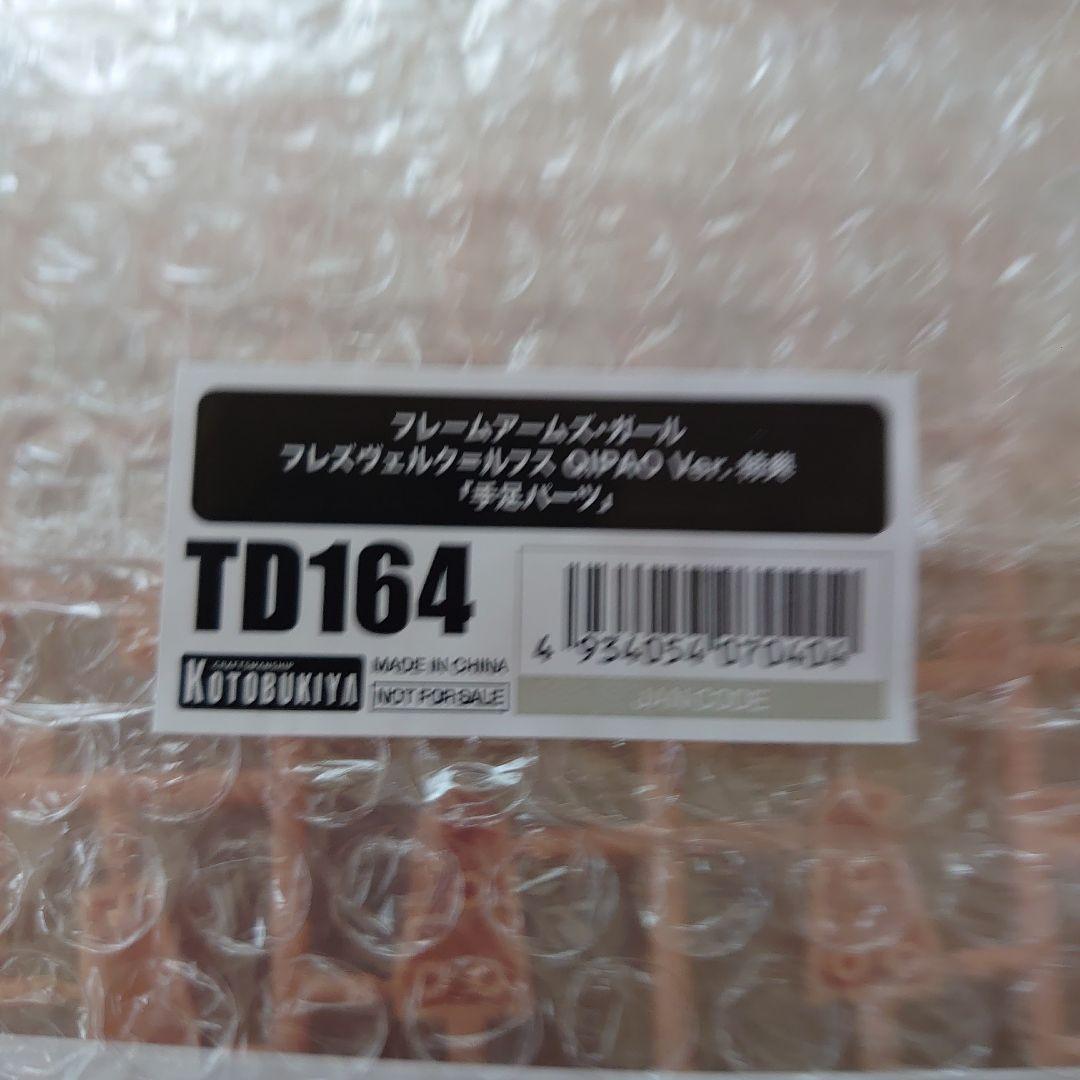 フレームアームズ・ガール
フレズヴェルク=ルフス QIPAO Ver. 特典
「手足パーツ」
TD164
4 934054 070404
CRAFTSMANSHIP
KOTOBUKIYA
MADE IN CHINA
NOT FOR SALE
JAN CODE